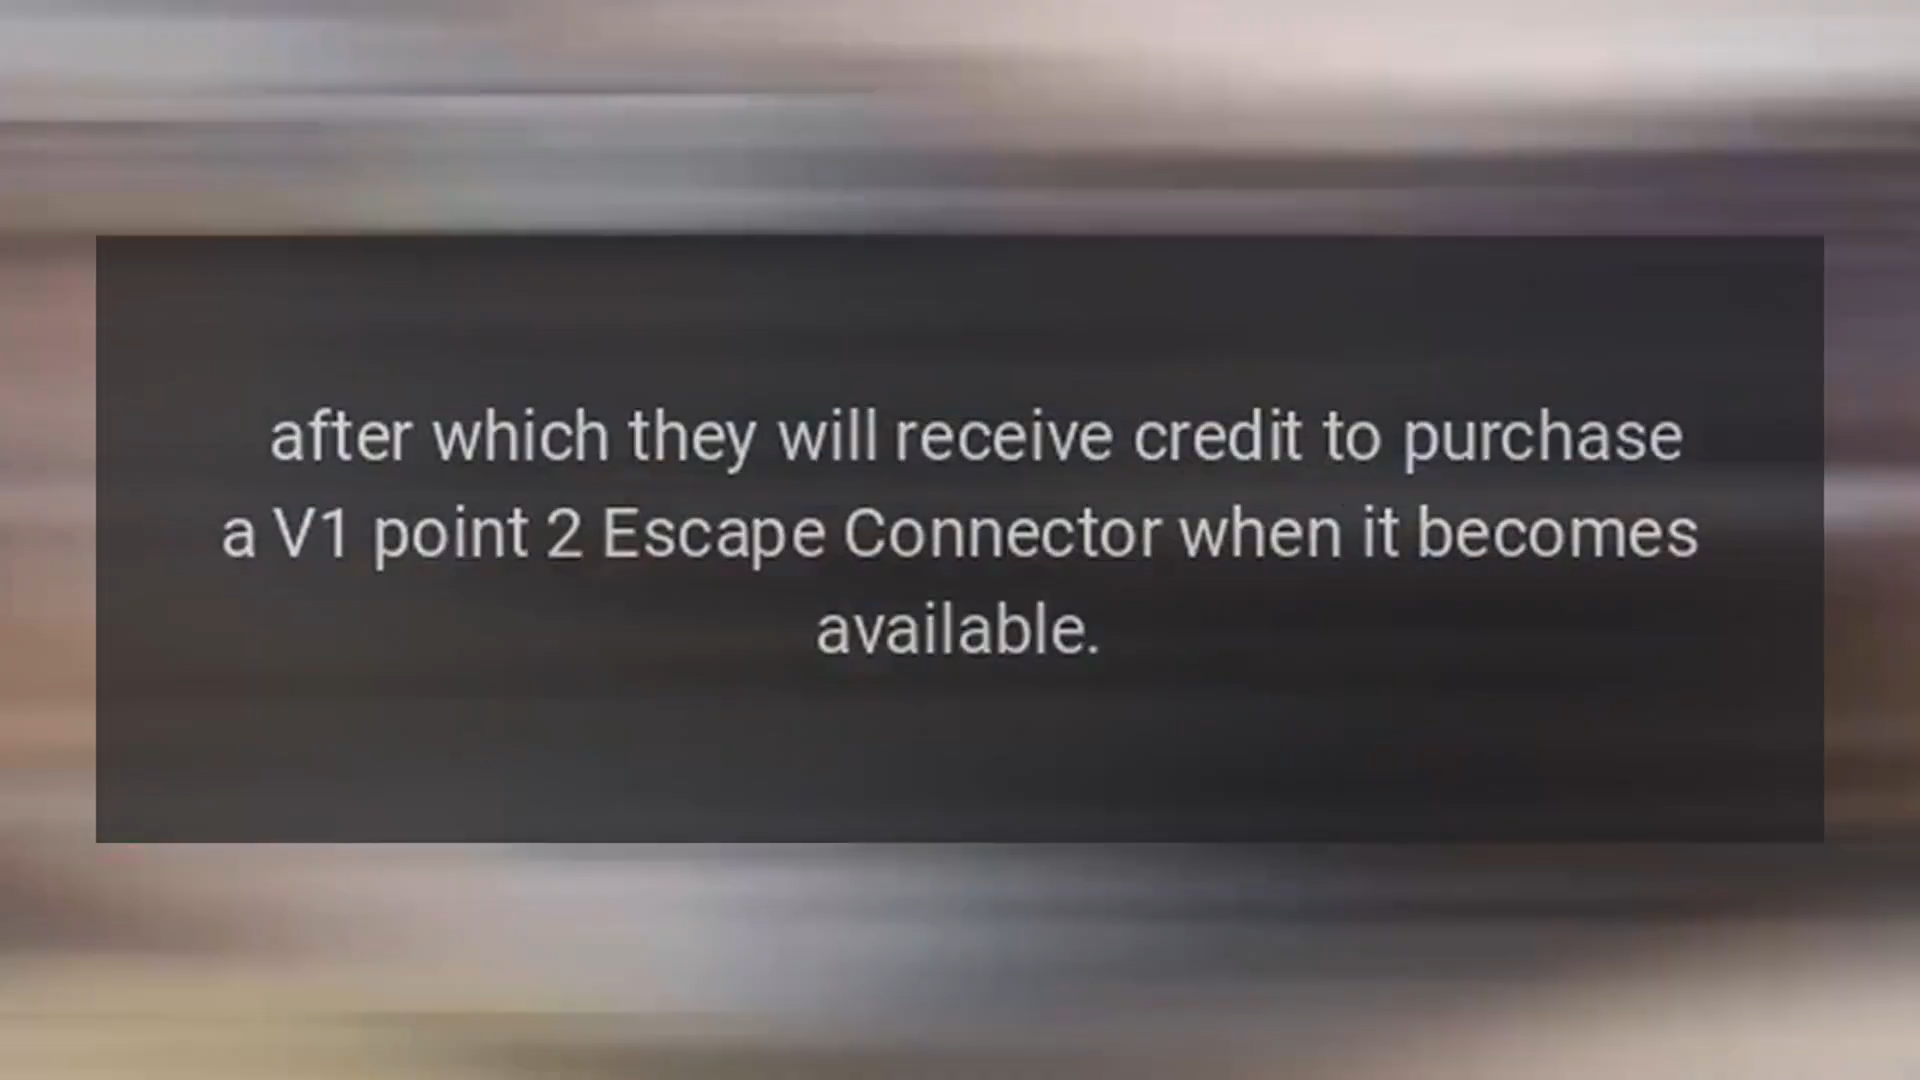 after which they will receive credit to purchase
a V1 point 2 Escape Connector when it becomes
available.